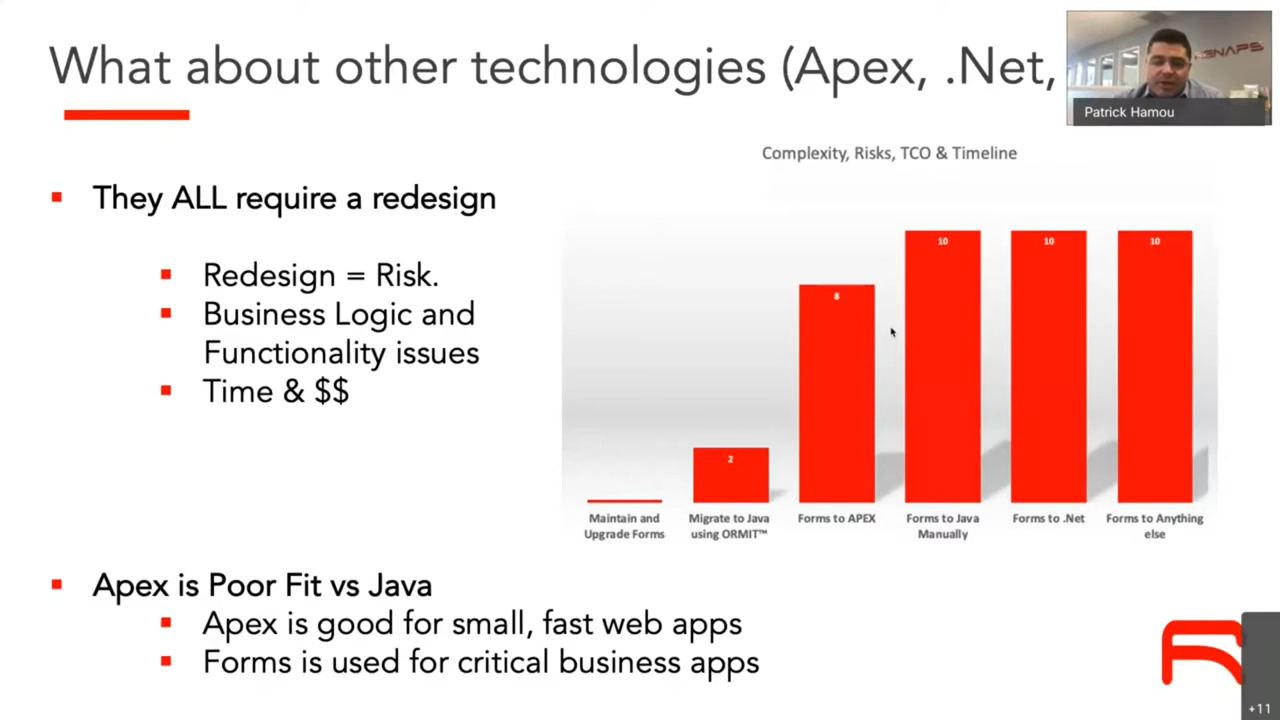 What about other technologies (Apex, .Net,
Patrick Hamou
Complexity, Risks, TCO & Timeline
They ALL require a redesign
Redesign = Risk.
Business Logic and
Functionality issues
Time & $$
10
10
10
8
2
Maintain and
Upgrade Forms
Migrate to Java
using ORMIT™
Forms to APEX
Forms to Java
Manually
Forms to .Net
Forms to Anything
else
Apex is Poor Fit vs Java
Apex is good for small, fast web apps
Forms is used for critical business apps
+11